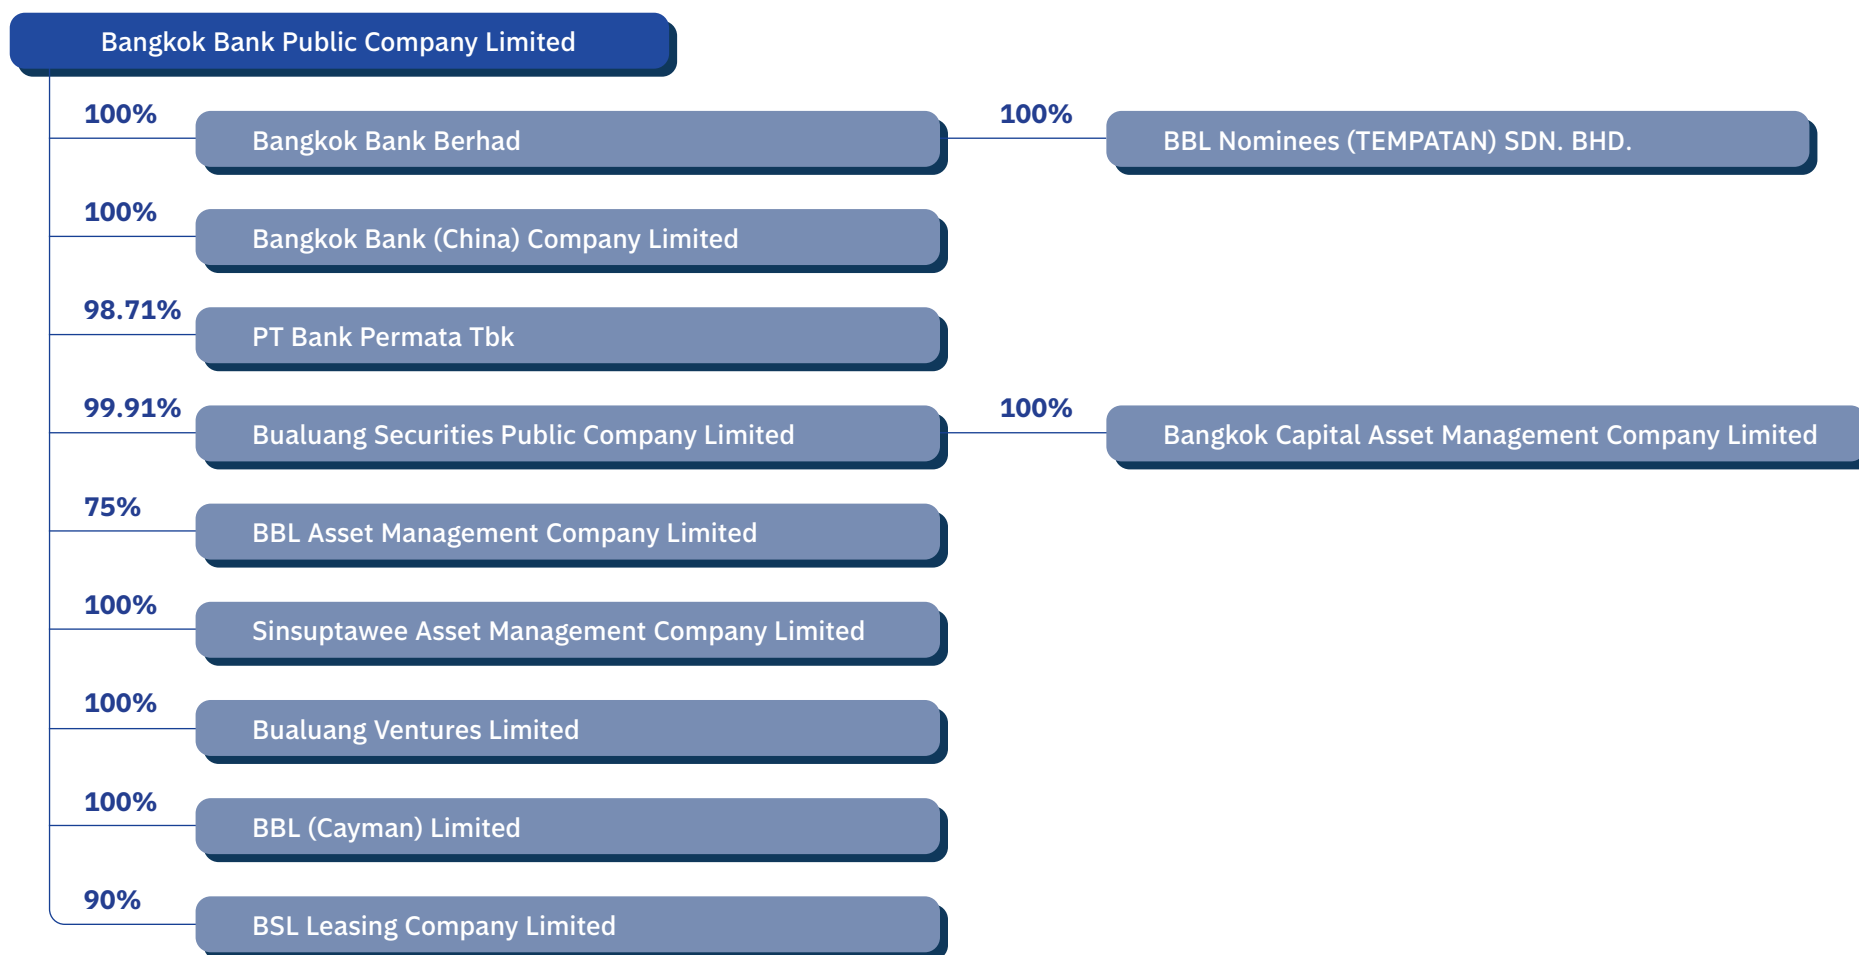 Bangkok Bank Public Company Limited
100%
Bangkok Bank Berhad
100%
BBL Nominees (TEMPATAN) SDN. BHD.
100%
Bangkok Bank (China) Company Limited
98.71%
PT Bank Permata Tbk
99.91%
Bualuang Securities Public Company Limited
100%
Bangkok Capital Asset Management Company Limited
75%
BBL Asset Management Company Limited
100%
Sinsuptawee Asset Management Company Limited
100%
Bualuang Ventures Limited
100%
BBL (Cayman) Limited
90%
BSL Leasing Company Limited